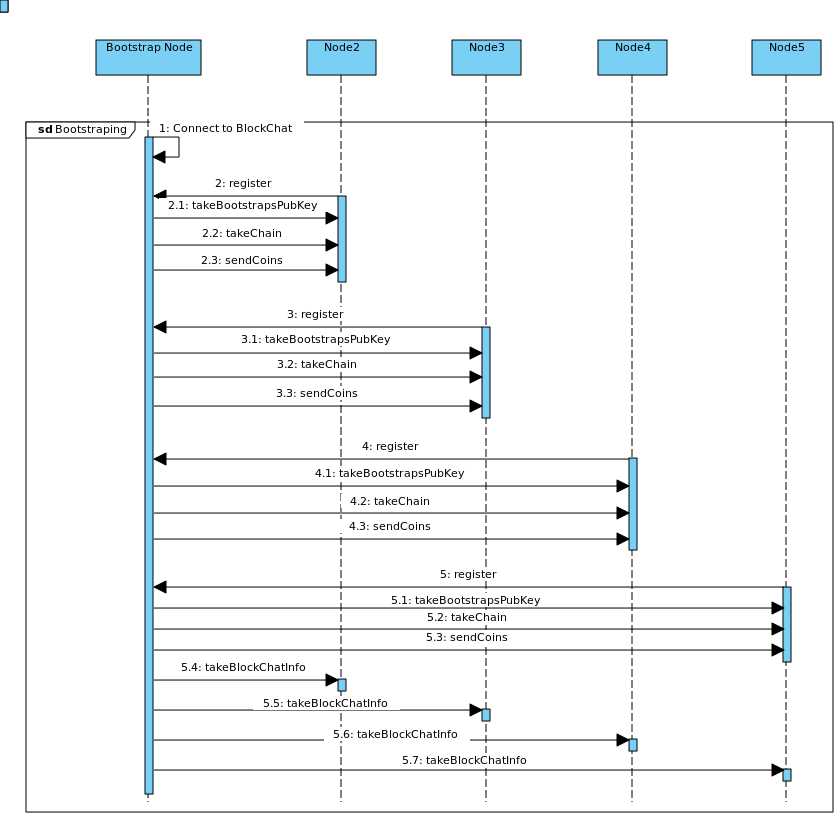 Bootstrap Node
Node2
Node3
Node4
Node5
sd Bootstraping
1: Connect to BlockChat
2: register
2.1: takeBootstrapsPubKey
2.2: takeChain
2.3: sendCoins
3: register
3.1: takeBootstrapsPubKey
3.2: takeChain
3.3: sendCoins
4: register
4.1: takeBootstrapsPubKey
4.2: takeChain
4.3: sendCoins
5: register
5.1: takeBootstrapsPubKey
5.2: takeChain
5.3: sendCoins
5.4: takeBlockChatInfo
5.5: takeBlockChatInfo
5.6: takeBlockChatInfo
5.7: takeBlockChatInfo